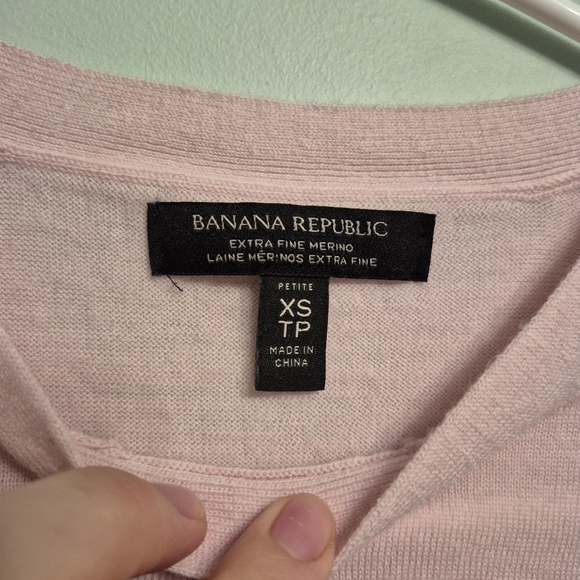 BANANA REPUBLIC
EXTRA FINE MERINO
LAINE MÉRINOS EXTRA FINE
PETITE
XS
TP
MADE IN
CHINA